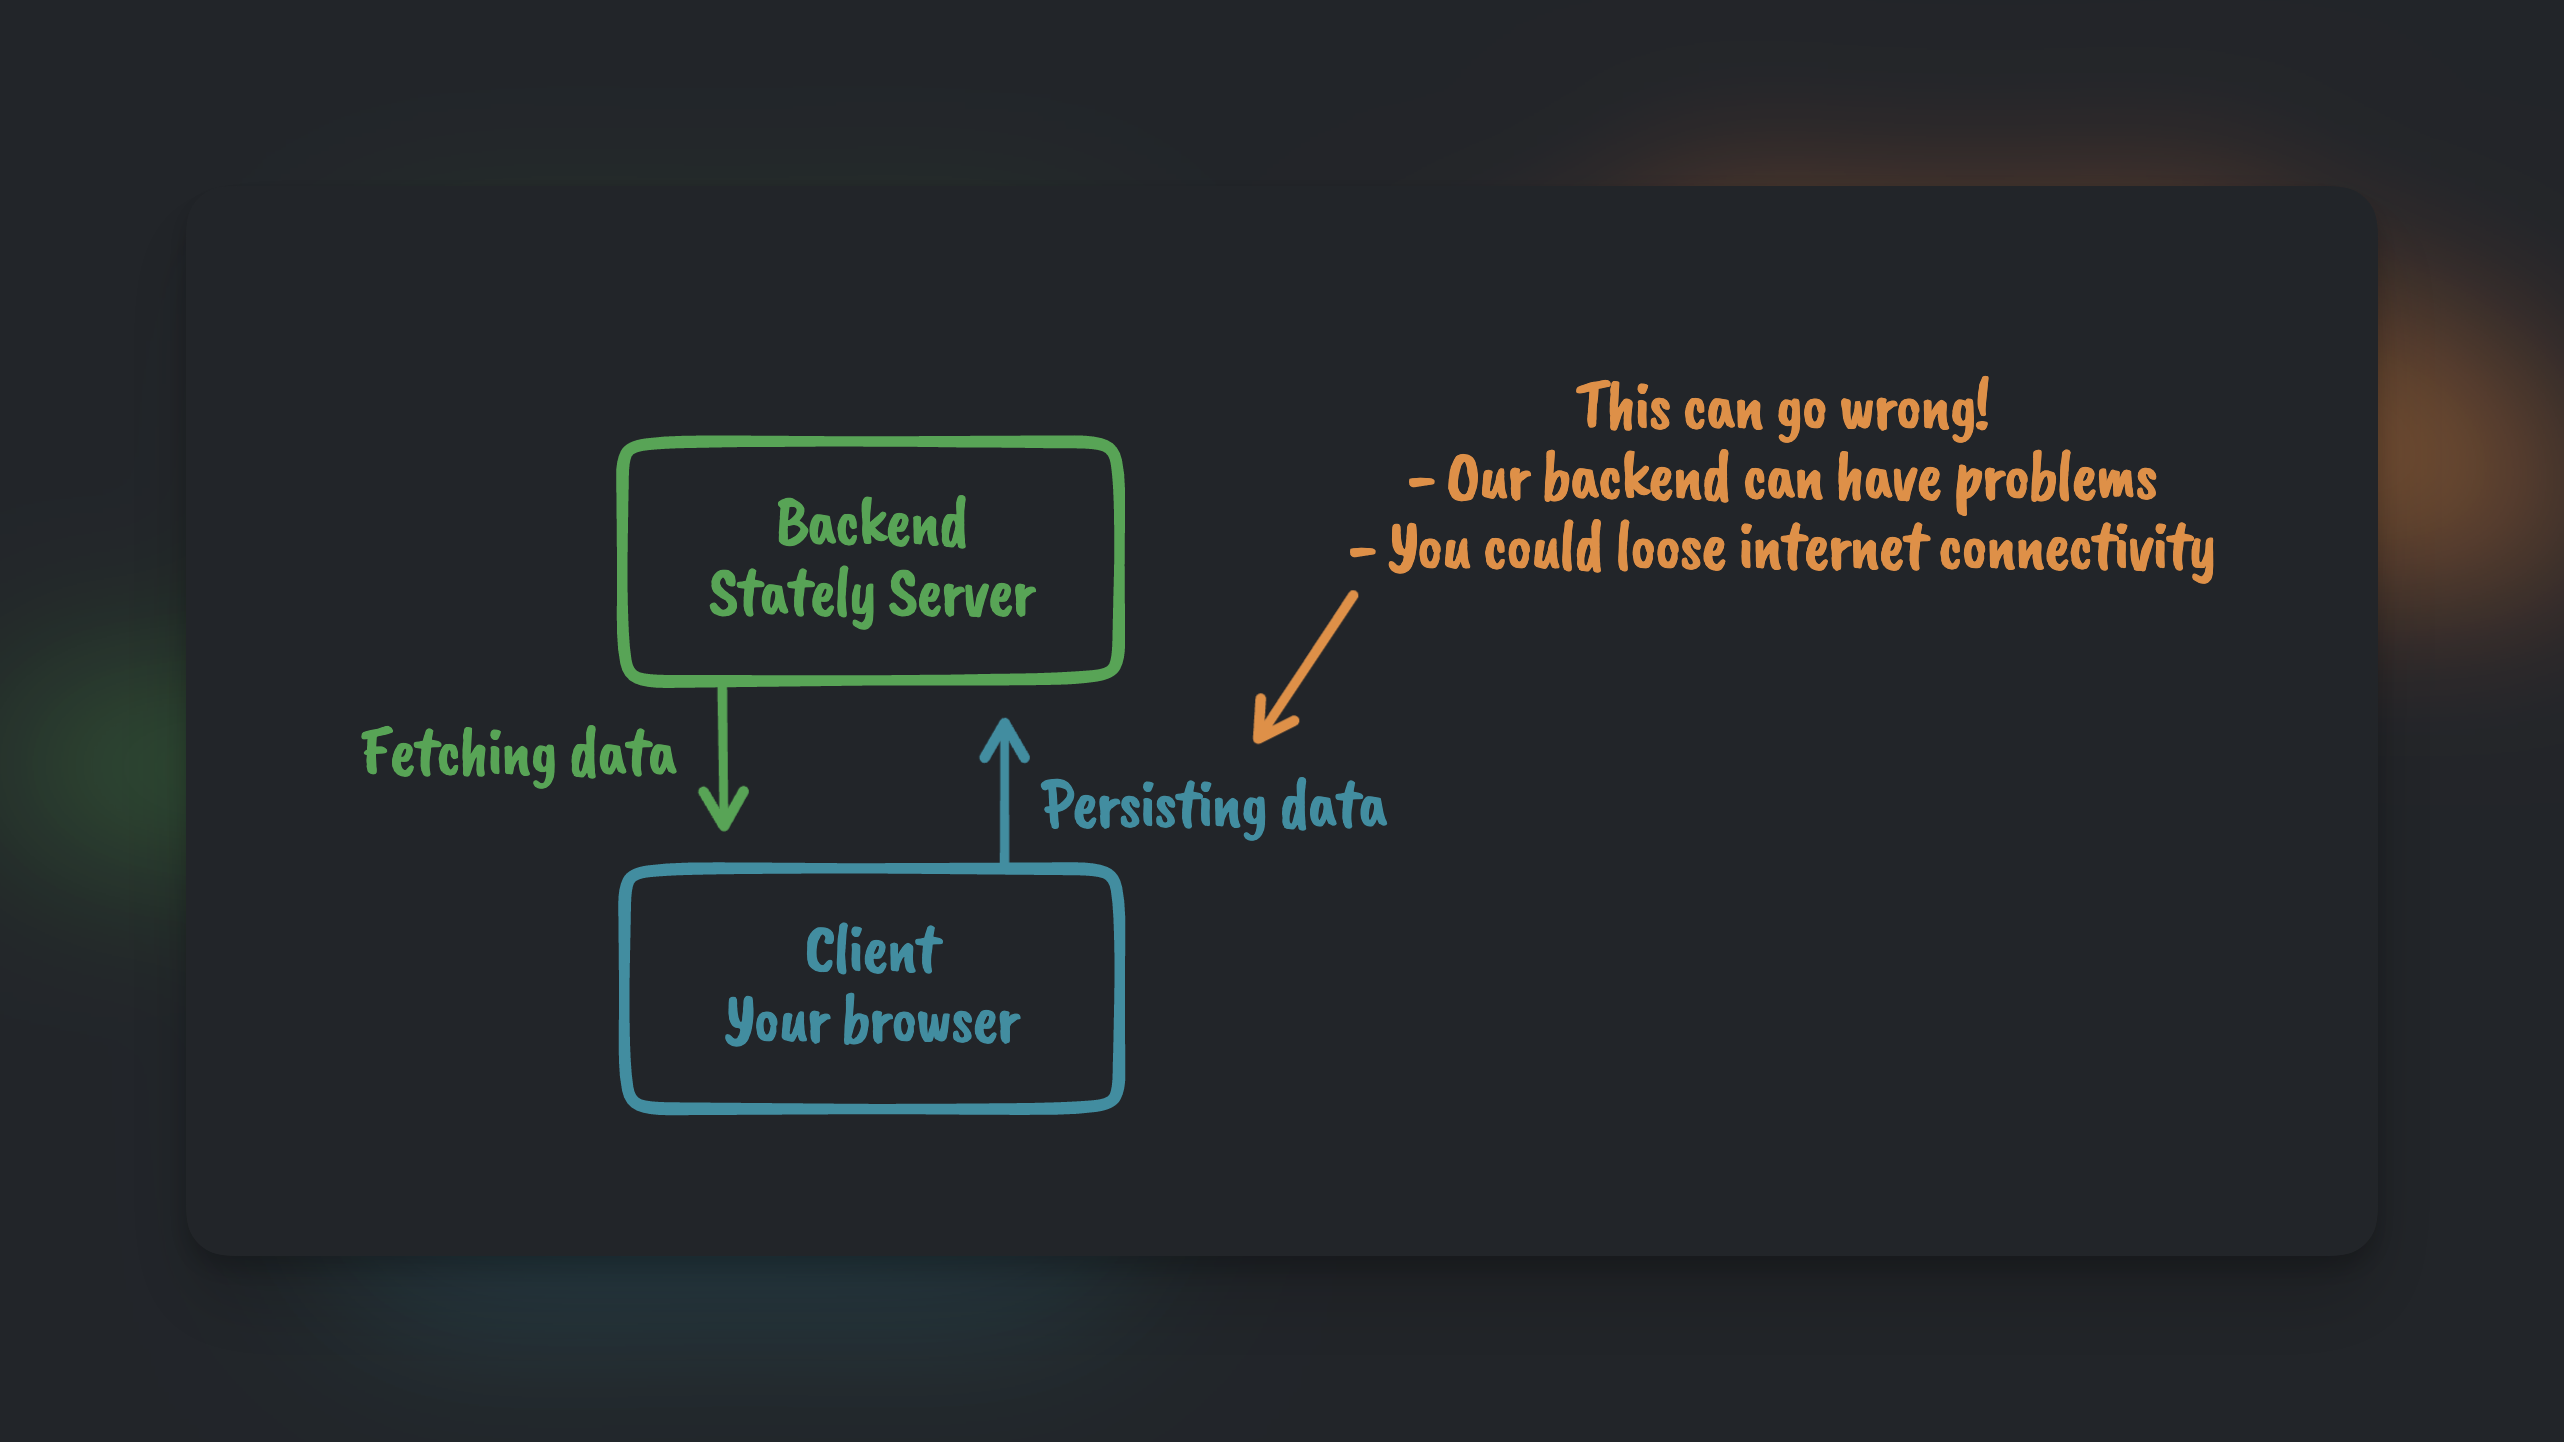 This can go wrong!
- Our backend can have problems
- You could loose internet connectivity
Backend
Stately Server
Fetching data
Persisting data
Client
Your browser